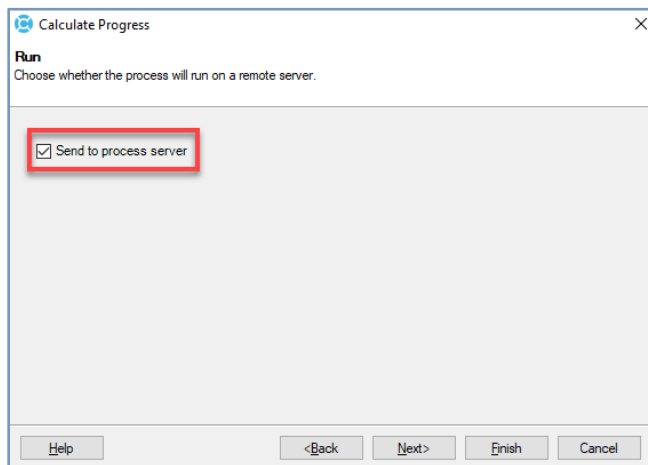 Calculate Progress
Run
Choose whether the process will run on a remote server.
Send to process server
Help
<Back
Next>
Finish
Cancel